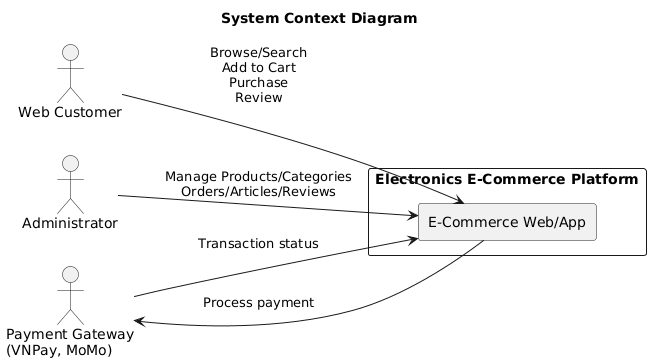 System Context Diagram
Browse/Search
Add to Cart
Purchase
Review
Web Customer
Manage Products/Categories
Orders/Articles/Reviews
Electronics E-Commerce Platform
Administrator
E-Commerce Web/App
Transaction status
Process payment
Payment Gateway
(VNPay, MoMo)